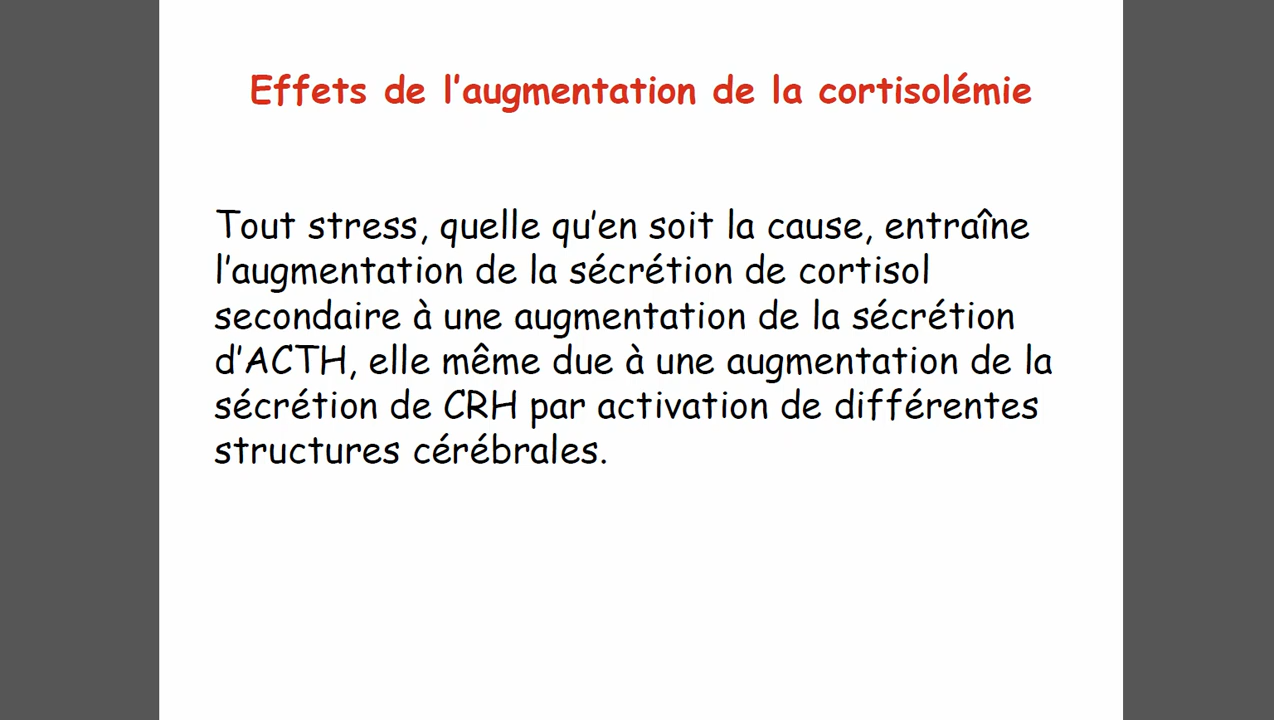 Effets de l’augmentation de la cortisolémie
Tout stress, quelle qu’en soit la cause, entraîne
l’augmentation de la sécrétion de cortisol
secondaire à une augmentation de la sécrétion
d’ACTH, elle même due à une augmentation de la
sécrétion de CRH par activation de différentes
structures cérébrales.